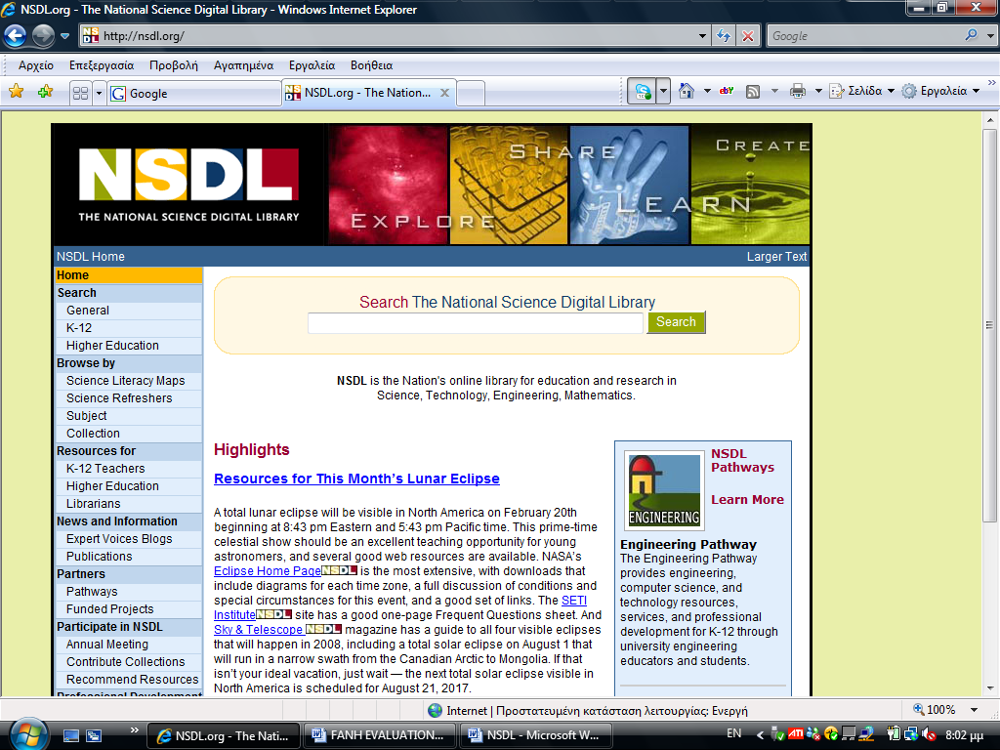 NSDL.org - The National Science Digital Library - Windows Internet Explorer
http://nsdl.org/
Google
Αρχείο Επεξεργασία Προβολή Αγαπημένα Εργαλεία Βοήθεια
Google
NSDL.org - The Nation...
ebY
Σελίδα
Εργαλεία
NSDL
THE NATIONAL SCIENCE DIGITAL LIBRARY
EXPLORE
SHARE
LEARN
CREATE
NSDL Home
Larger Text
Home
Search
General
K-12
Higher Education
Browse by
Science Literacy Maps
Science Refreshers
Subject
Collection
Resources for
K-12 Teachers
Higher Education
Librarians
News and Information
Expert Voices Blogs
Publications
Partners
Pathways
Funded Projects
Participate in NSDL
Annual Meeting
Contribute Collections
Recommend Resources
Professional Development
Search The National Science Digital Library
Search
NSDL is the Nation's online library for education and research in
Science, Technology, Engineering, Mathematics.
Highlights
Resources for This Month's Lunar Eclipse
A total lunar eclipse will be visible in North America on February 20th
beginning at 8:43 pm Eastern and 5:43 pm Pacific time. This prime-time
celestial show should be an excellent teaching opportunity for young
astronomers, and several good web resources are available. NASA's
Eclipse Home Page NSDL is the most extensive, with downloads that
include diagrams for each time zone, a full discussion of conditions and
special circumstances for this event, and a good set of links. The SETI
Institute NSDL site has a good one-page Frequent Questions sheet. And
Sky & Telescope NSDL magazine has a guide to all four visible eclipses
that will happen in 2008, including a total solar eclipse on August 1 that
will run in a narrow swath from the Canadian Arctic to Mongolia. If that
isn't your ideal vacation, just wait — the next total solar eclipse visible in
North America is scheduled for August 21, 2017.
ENGINEERING
NSDL
Pathways
Learn More
Engineering Pathway
The Engineering Pathway
provides engineering,
computer science, and
technology resources,
services, and professional
development for K-12 through
university engineering
educators and students.
Internet | Προστατευμένη κατάσταση λειτουργίας: Ενεργή
100%
NSDL.org - The Nati...
FANH EVALUATION...
NSDL - Microsoft W...
EN
ATI
8:02 μμ